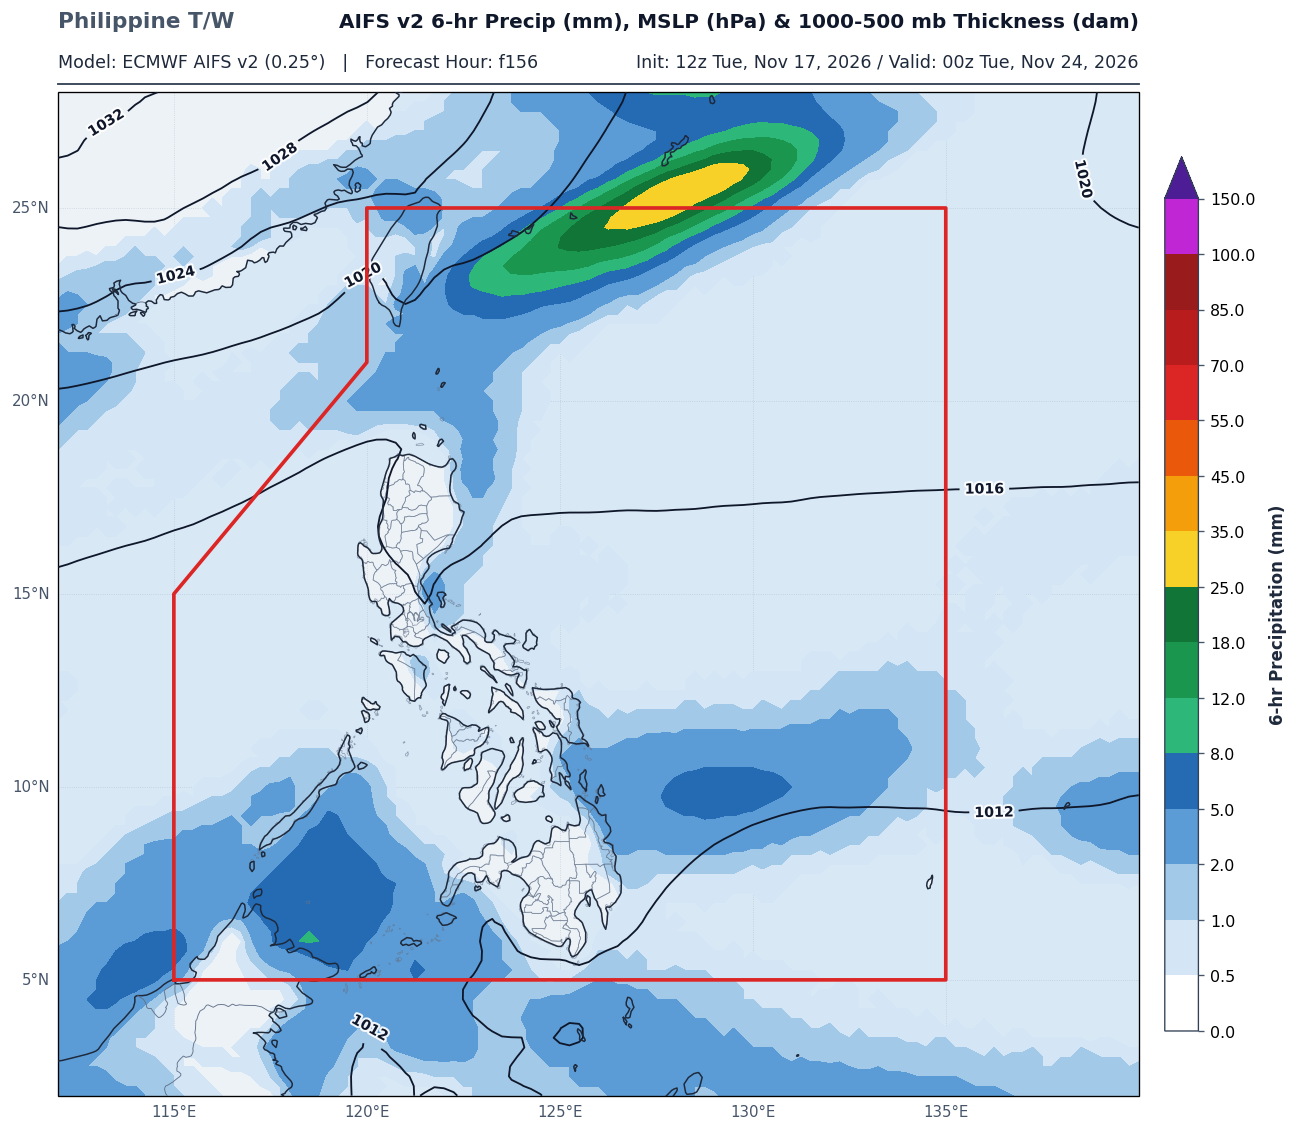 Philippine T/W
AIFS v2 6-hr Precip (mm), MSLP (hPa) & 1000-500 mb Thickness (dam)
Model: ECMWF AIFS v2 (0.25°) | Forecast Hour: f156
Init: 12z Tue, Nov 17, 2026 / Valid: 00z Tue, Nov 24, 2026
1032
1028
1020
1024
1020
1016
1012
1012
25°N
20°N
15°N
10°N
5°N
115°E
120°E
125°E
130°E
135°E
150.0
100.0
85.0
70.0
55.0
45.0
35.0
25.0
18.0
12.0
8.0
5.0
2.0
1.0
0.5
0.0
6-hr Precipitation (mm)